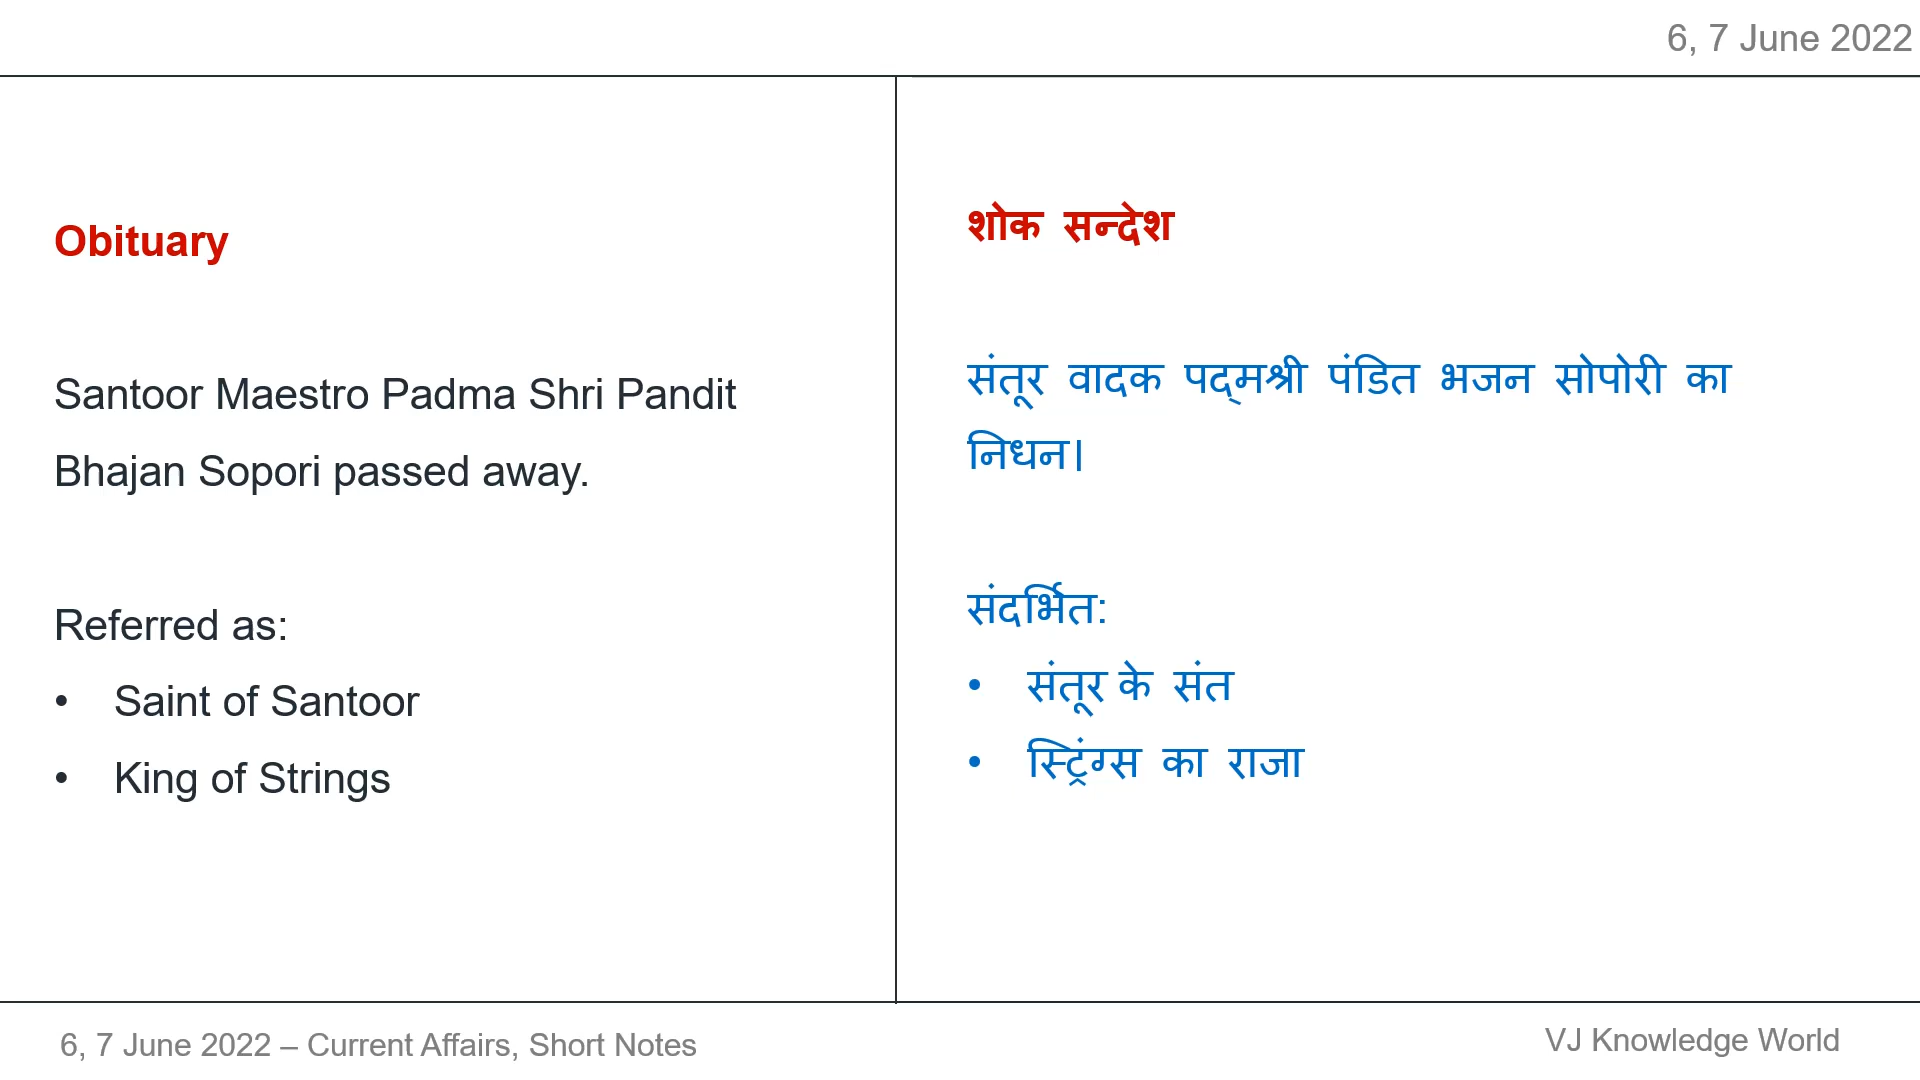 6, 7 June 2022
Obituary
Santoor Maestro Padma Shri Pandit
Bhajan Sopori passed away.
Referred as:
• Saint of Santoor
• King of Strings
शोक सन्देश
संतूर वादक पद्‌मश्री पंडित भजन सोपोरी का
निधन।
संदर्भित:
• संतूर के संत
• स्ट्रिंग्स का राजा
6, 7 June 2022 – Current Affairs, Short Notes
VJ Knowledge World